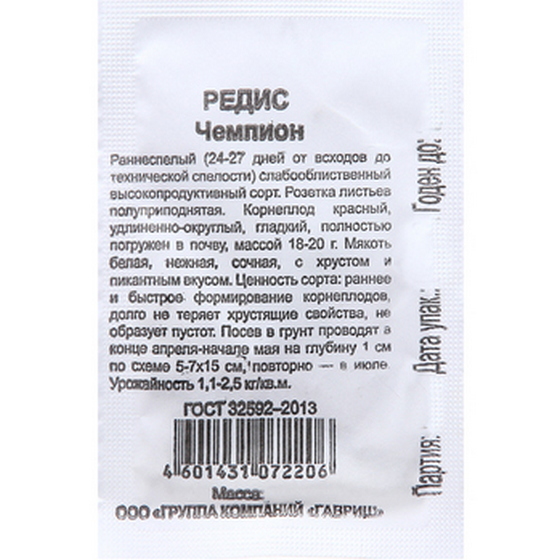 РЕДИС
Чемпион
Раннеспелый (24-27 дней от всходов до
технической спелости) слабооблиственный
высокопродуктивный сорт. Розетка листьев
полуприподнятая. Корнеплод красный,
удлиненно-округлый, гладкий, полностью
погружен в почву, массой 18-20 г. Мякоть
белая, нежная, сочная, с хрустом и
пикантным вкусом. Ценность сорта: раннее
и быстрое формирование корнеплодов,
долго не теряет хрустящие свойства, не
образует пустот. Посев в грунт проводят в
конце апреля-начале мая на глубину 1 см
по схеме 5-7х15 см, повторно — в июле.
Урожайность 1,1-2,5 кг/кв.м.
ГОСТ 32592–2013
4 601431 072206
Масса:
ООО «ГРУППА КОМПАНИЙ «ГАВРИШ»
Партия: Дата упак.: Годен до: